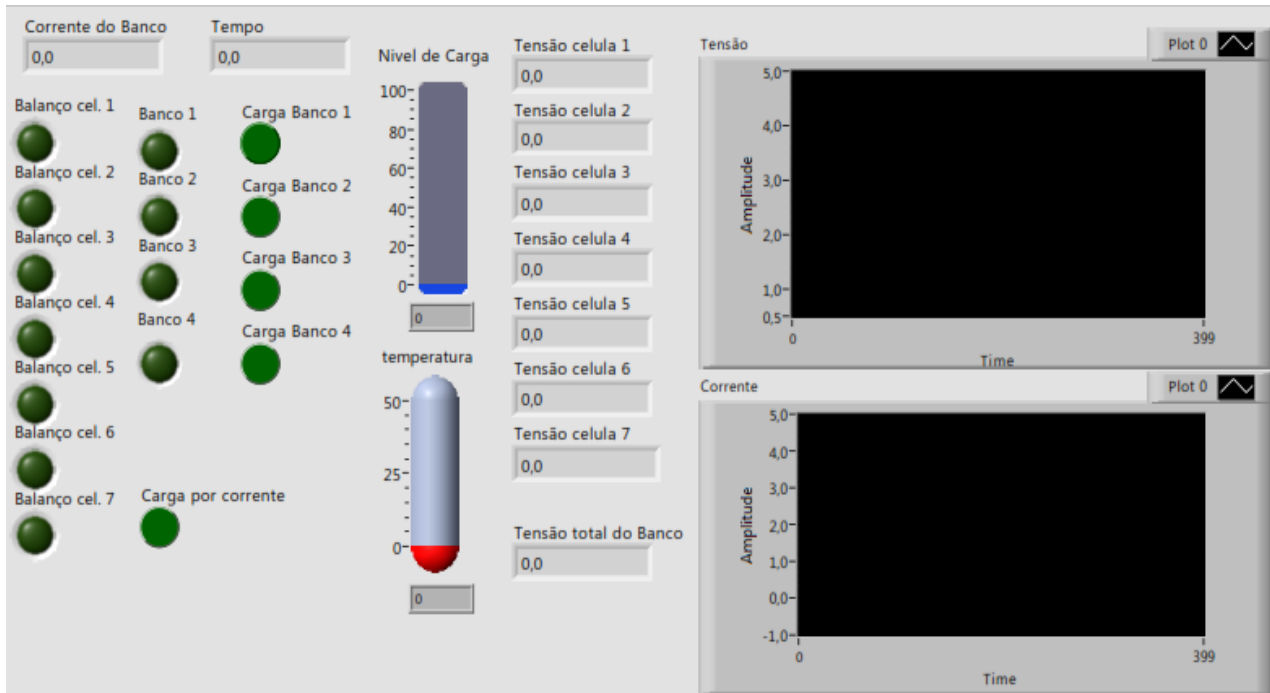 Corrente do Banco
0,0
Tempo
0,0
Balanço cel. 1
Balanço cel. 2
Balanço cel. 3
Balanço cel. 4
Balanço cel. 5
Balanço cel. 6
Balanço cel. 7
Banco 1
Banco 2
Banco 3
Banco 4
Carga Banco 1
Carga Banco 2
Carga Banco 3
Carga Banco 4
Carga por corrente
Nivel de Carga
100
80
60
40
20
0
0
temperatura
50
25
0
0
Tensão celula 1
0,0
Tensão celula 2
0,0
Tensão celula 3
0,0
Tensão celula 4
0,0
Tensão celula 5
0,0
Tensão celula 6
0,0
Tensão celula 7
0,0
Tensão total do Banco
0,0
Tensão
Plot 0
Amplitude
5,0
4,0
3,0
2,0
1,0
0,5
0
399
Time
Corrente
Plot 0
Amplitude
5,0
4,0
3,0
2,0
1,0
0,0
-1,0
0
399
Time